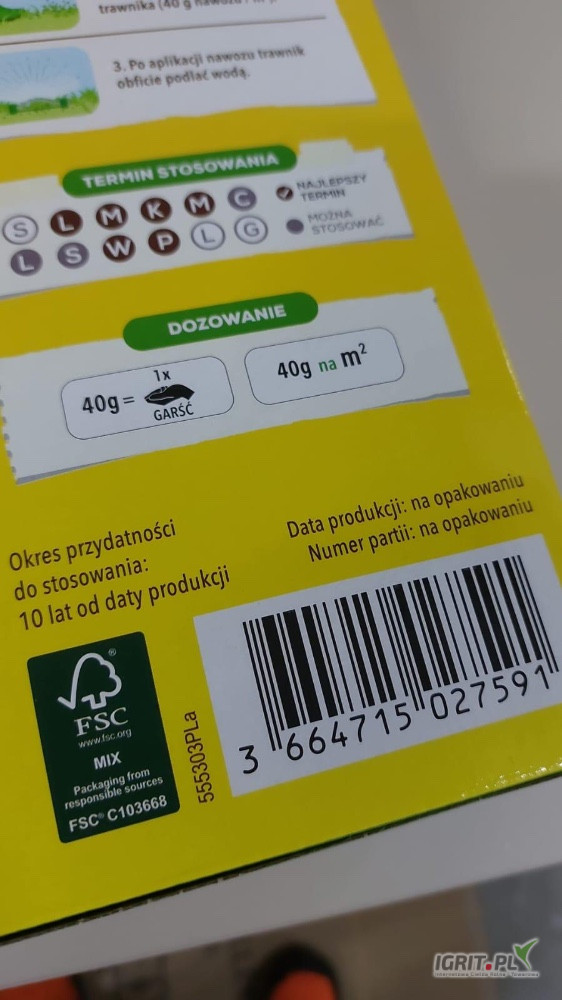 trawnika (40 g nawozu / m²).
3. Po aplikacji nawozu trawnik
obficie podlać wodą.
TERMIN STOSOWANIA
S L M K M C
L S W P L G
NAJLEPSZY
TERMIN
MOŻNA
STOSOWAĆ
DOZOWANIE
40g = 1x
GARŚĆ
40g na m²
Okres przydatności
do stosowania:
10 lat od daty produkcji
Data produkcji: na opakowaniu
Numer partii: na opakowaniu
FSC
®
www.fsc.org
MIX
Packaging from
responsible sources
FSC® C103668
555303PLa
3 664715 027591
IGRIT.PL